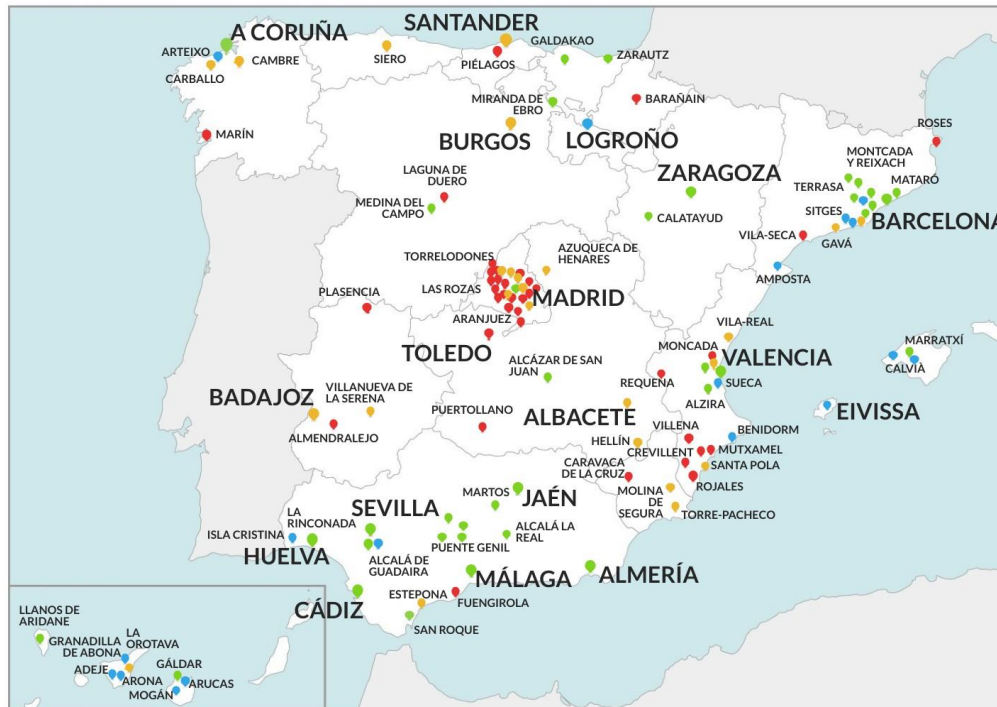 SANTANDER
A CORUÑA
GALDAKAO
ARTEIXO
SIERO
PIÉLAGOS
ZARAUTZ
CAMBRE
CARBALLO
MIRANDA DE
EBRO
BARAÑAIN
MARÍN
BURGOS
LOGROÑO
ROSES
MONTCADA
Y REIXACH
LAGUNA DE
DUERO
ZARAGOZA
TERRASA
MATARÓ
MEDINA DEL
CAMPO
CALATAYUD
SITGES
BARCELONA
VILA-SECA
GAVÁ
TORRELODONES
AZUQUECA DE
HENARES
AMPOSTA
PLASENCIA
LAS ROZAS
MADRID
ARANJUEZ
VILA-REAL
TOLEDO
MONCADA
VALENCIA
MARRATXÍ
CALVIÀ
ALCÁZAR DE SAN
JUAN
REQUENA
SUECA
BADAJOZ
VILLANUEVA DE
LA SERENA
ALZIRA
EIVISSA
PUERTOLLANO
ALBACETE
VILLENA
BENIDORM
ALMENDRALEJO
HELLÍN
CREVILLENT
MUTXAMEL
CARAVACA
DE LA CRUZ
SANTA POLA
ROJALES
MARTOS
JAÉN
MOLINA
DE
SEGURA
TORRE-PACHECO
LA
RINCONADA
SEVILLA
ISLA CRISTINA
ALCALÁ LA
REAL
HUELVA
PUENTE GENIL
ALCALÁ DE
GUADAIRA
MÁLAGA
ALMERÍA
CÁDIZ
ESTEPONA
FUENGIROLA
SAN ROQUE
LLANOS DE
ARIDANE
GRANADILLA
DE ABONA
LA
OROTAVA
ADEJE
ARONA
GÁLDAR
ARUCAS
MOGÁN